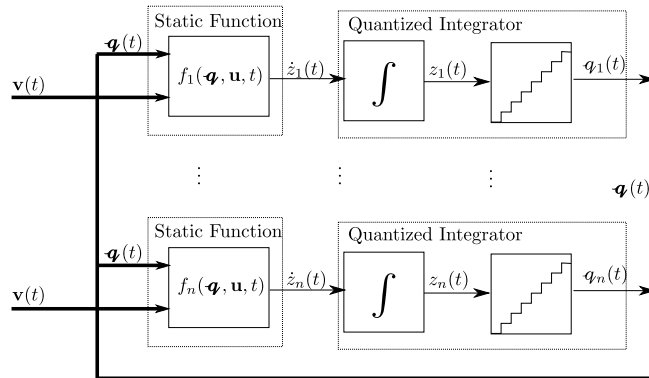 Static Function
Quantized Integrator
q(t)
v(t)
f₁(q, u, t)
ż₁(t)
∫
z₁(t)
q₁(t)
⋮ ⋮ ⋮
q(t)
Static Function
Quantized Integrator
q(t)
v(t)
fₙ(q, u, t)
żₙ(t)
∫
zₙ(t)
qₙ(t)